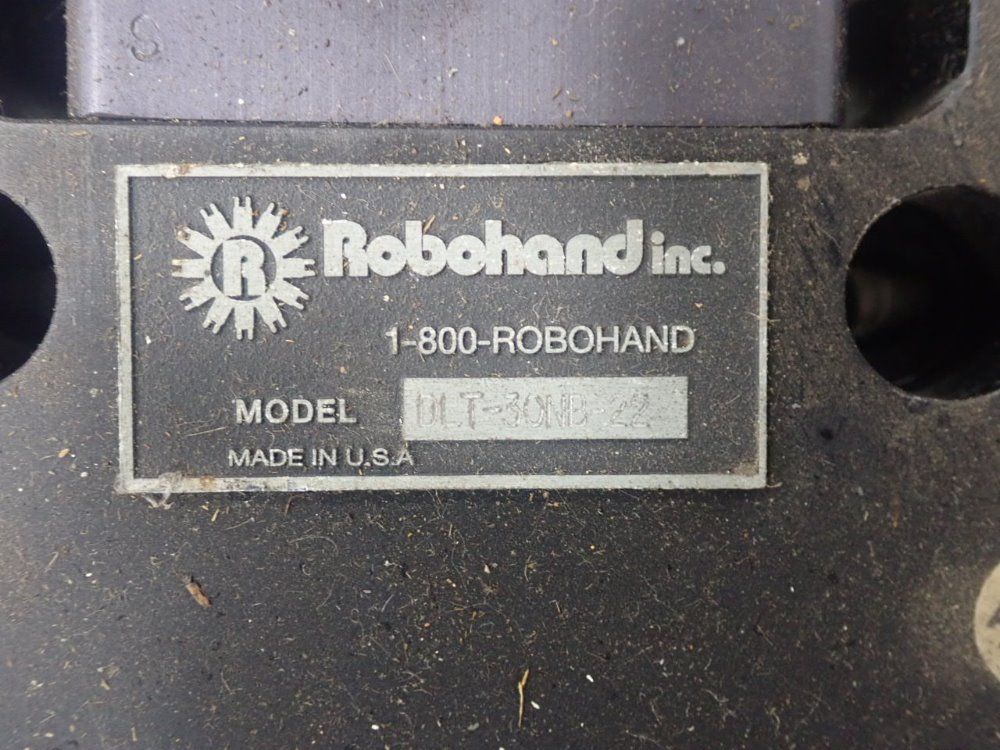 S
R Robohand inc.
1-800-ROBOHAND
MODEL DLT-30NB 22
MADE IN U.S.A